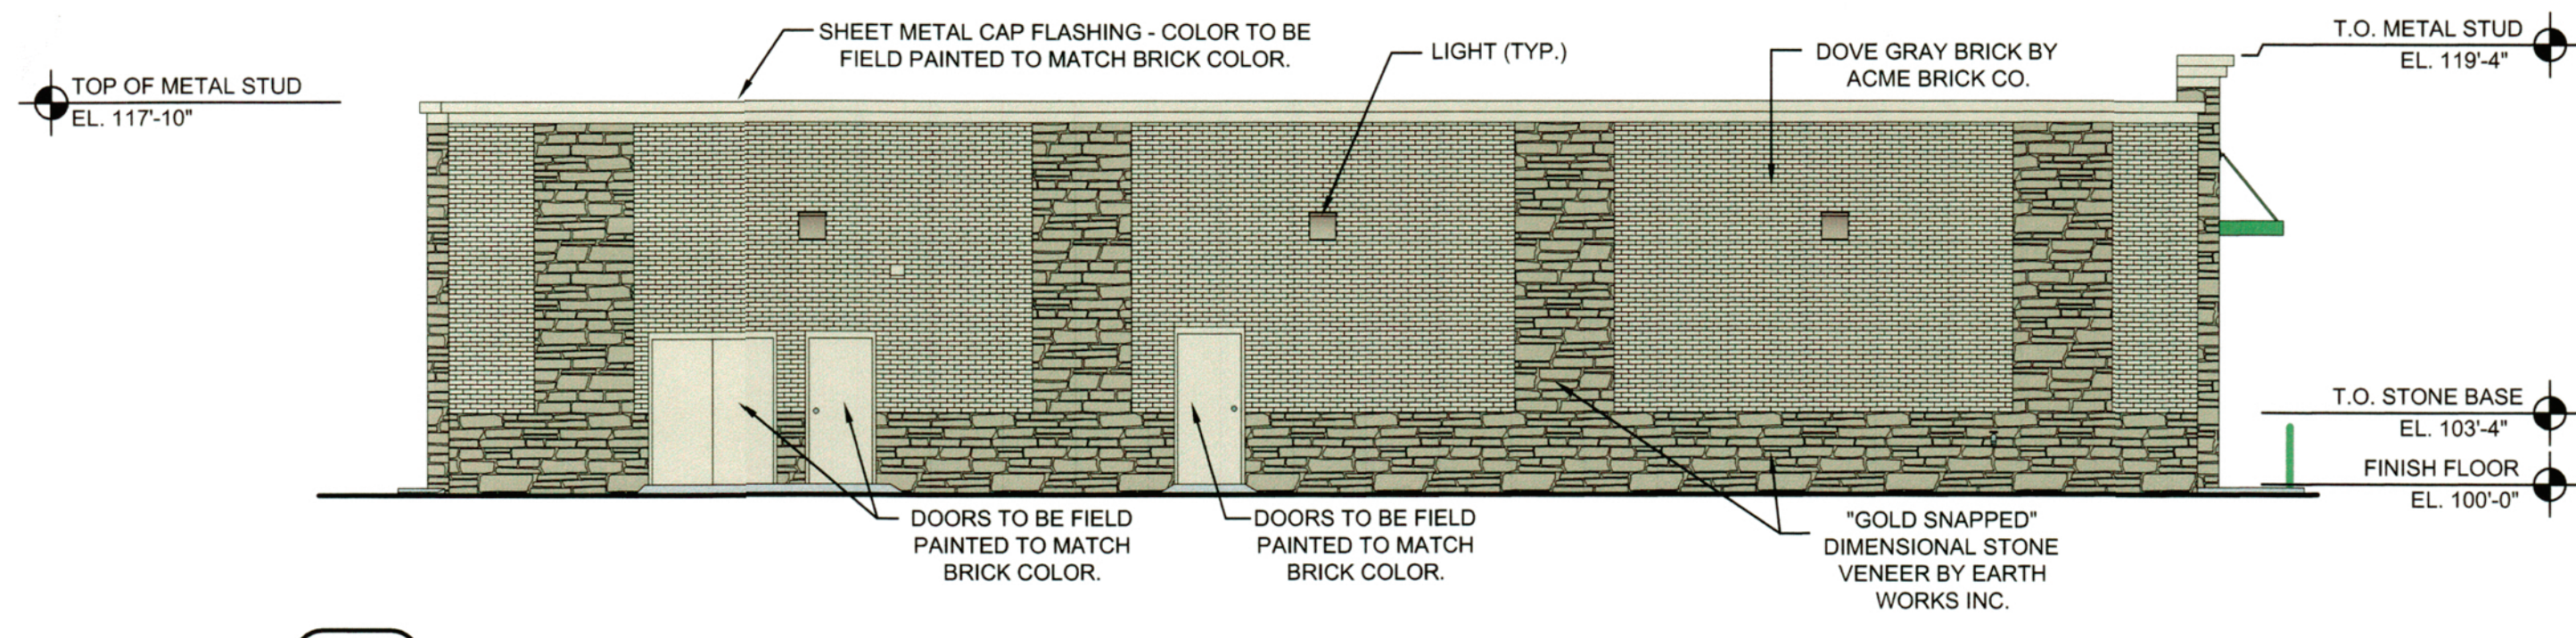 SHEET METAL CAP FLASHING - COLOR TO BE
FIELD PAINTED TO MATCH BRICK COLOR.
LIGHT (TYP.)
DOVE GRAY BRICK BY
ACME BRICK CO.
T.O. METAL STUD
EL. 119'-4"
TOP OF METAL STUD
EL. 117'-10"
T.O. STONE BASE
EL. 103'-4"
FINISH FLOOR
EL. 100'-0"
DOORS TO BE FIELD
PAINTED TO MATCH
BRICK COLOR.
DOORS TO BE FIELD
PAINTED TO MATCH
BRICK COLOR.
"GOLD SNAPPED"
DIMENSIONAL STONE
VENEER BY EARTH
WORKS INC.